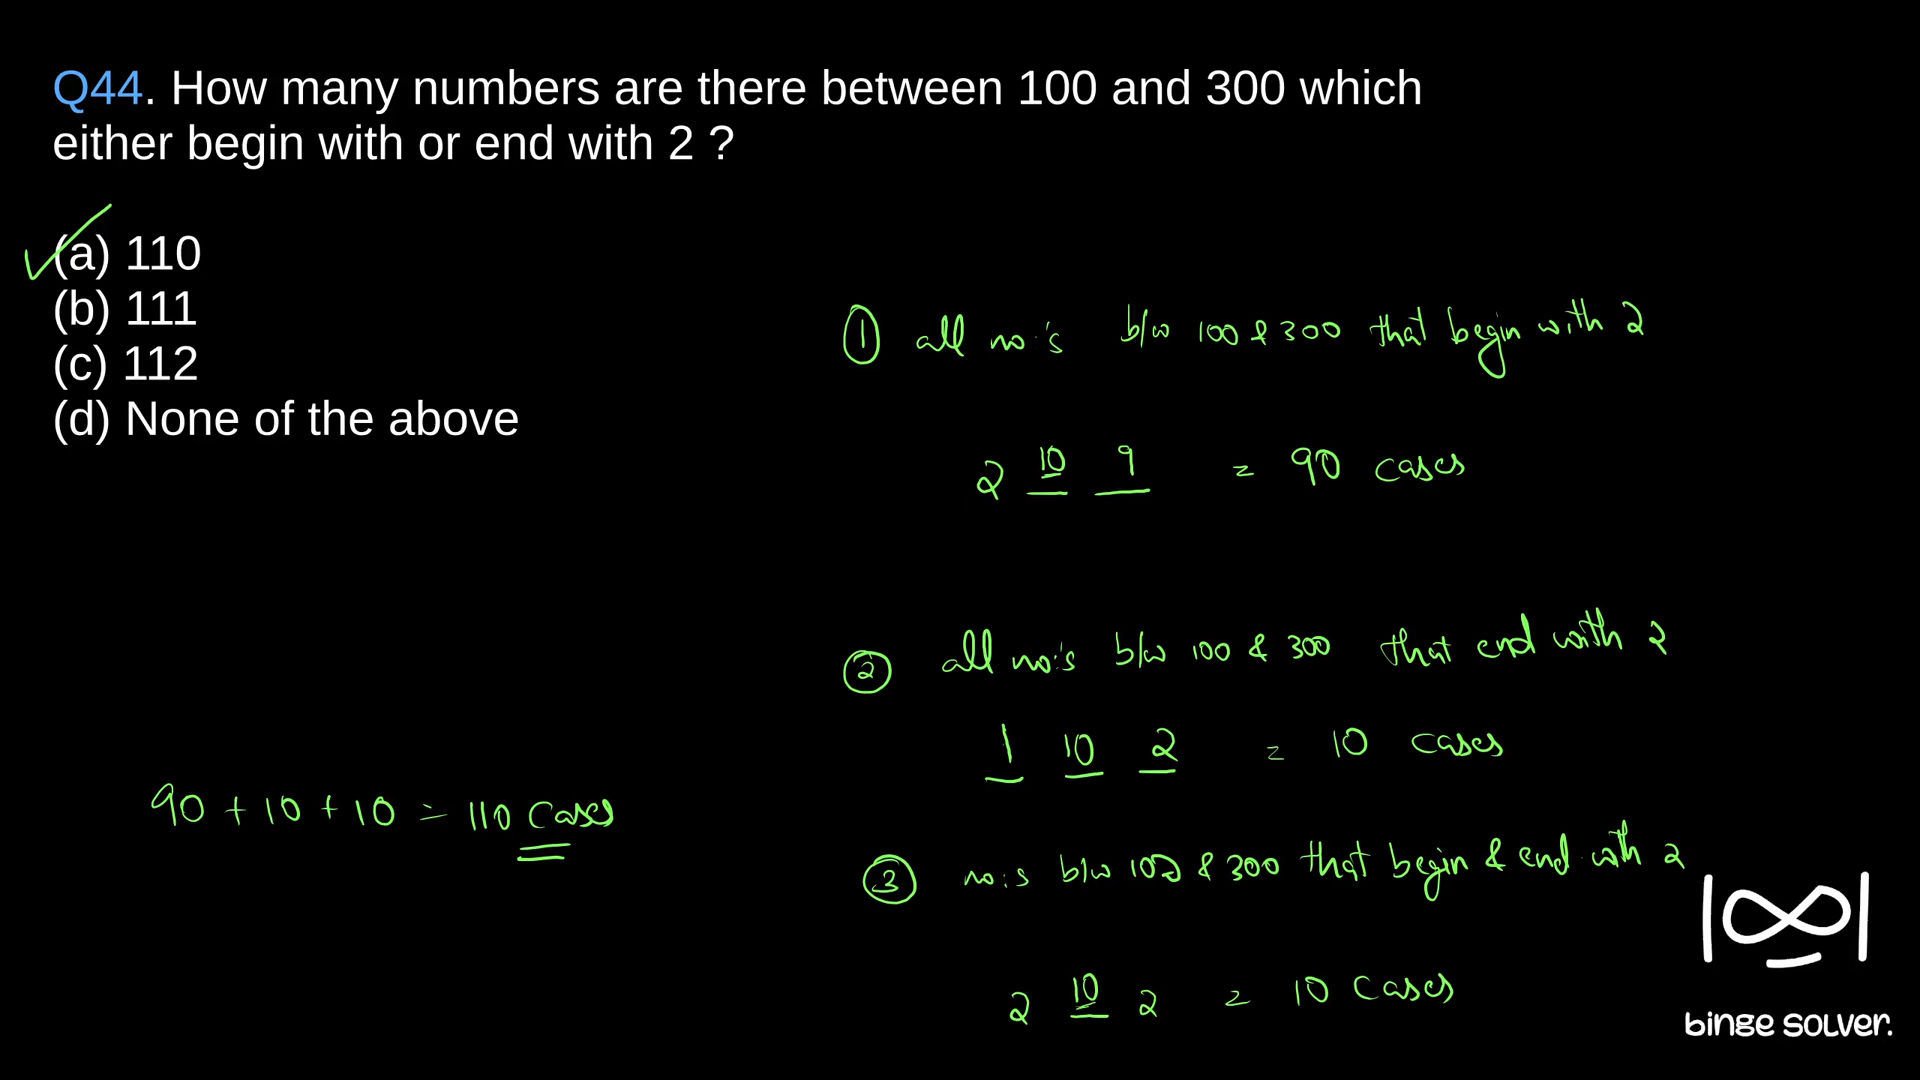 Q44. How many numbers are there between 100 and 300 which
either begin with or end with 2 ?
(a) 110
(b) 111
(c) 112
(d) None of the above
① all no's b/w 100 & 300 that begin with 2
2 10 9 = 90 cases
② all no:s b/w 100 & 300 that end with 2
1 10 2 = 10 cases
90 + 10 + 10 = 110 cases
③ no:s b/w 100 & 300 that begin & end with 2
2 10 2 = 10 cases
binge solver.